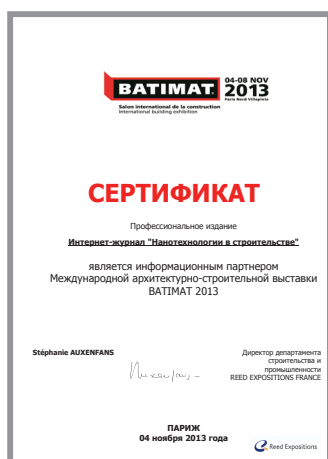 BATIMAT
04-08 NOV
2013
Paris Nord Villepinte
Salon international de la construction
International building exhibition
СЕРТИФИКАТ
Профессиональное издание
Интернет-журнал "Нанотехнологии в строительстве"
является информационным партнером
Международной архитектурно-строительной выставки
BATIMAT 2013
Stéphanie AUXENFANS
Директор департамента
строительства и
промышленности
REED EXPOSITIONS FRANCE
Auxenfans
ПАРИЖ
04 ноября 2013 года
Reed Expositions